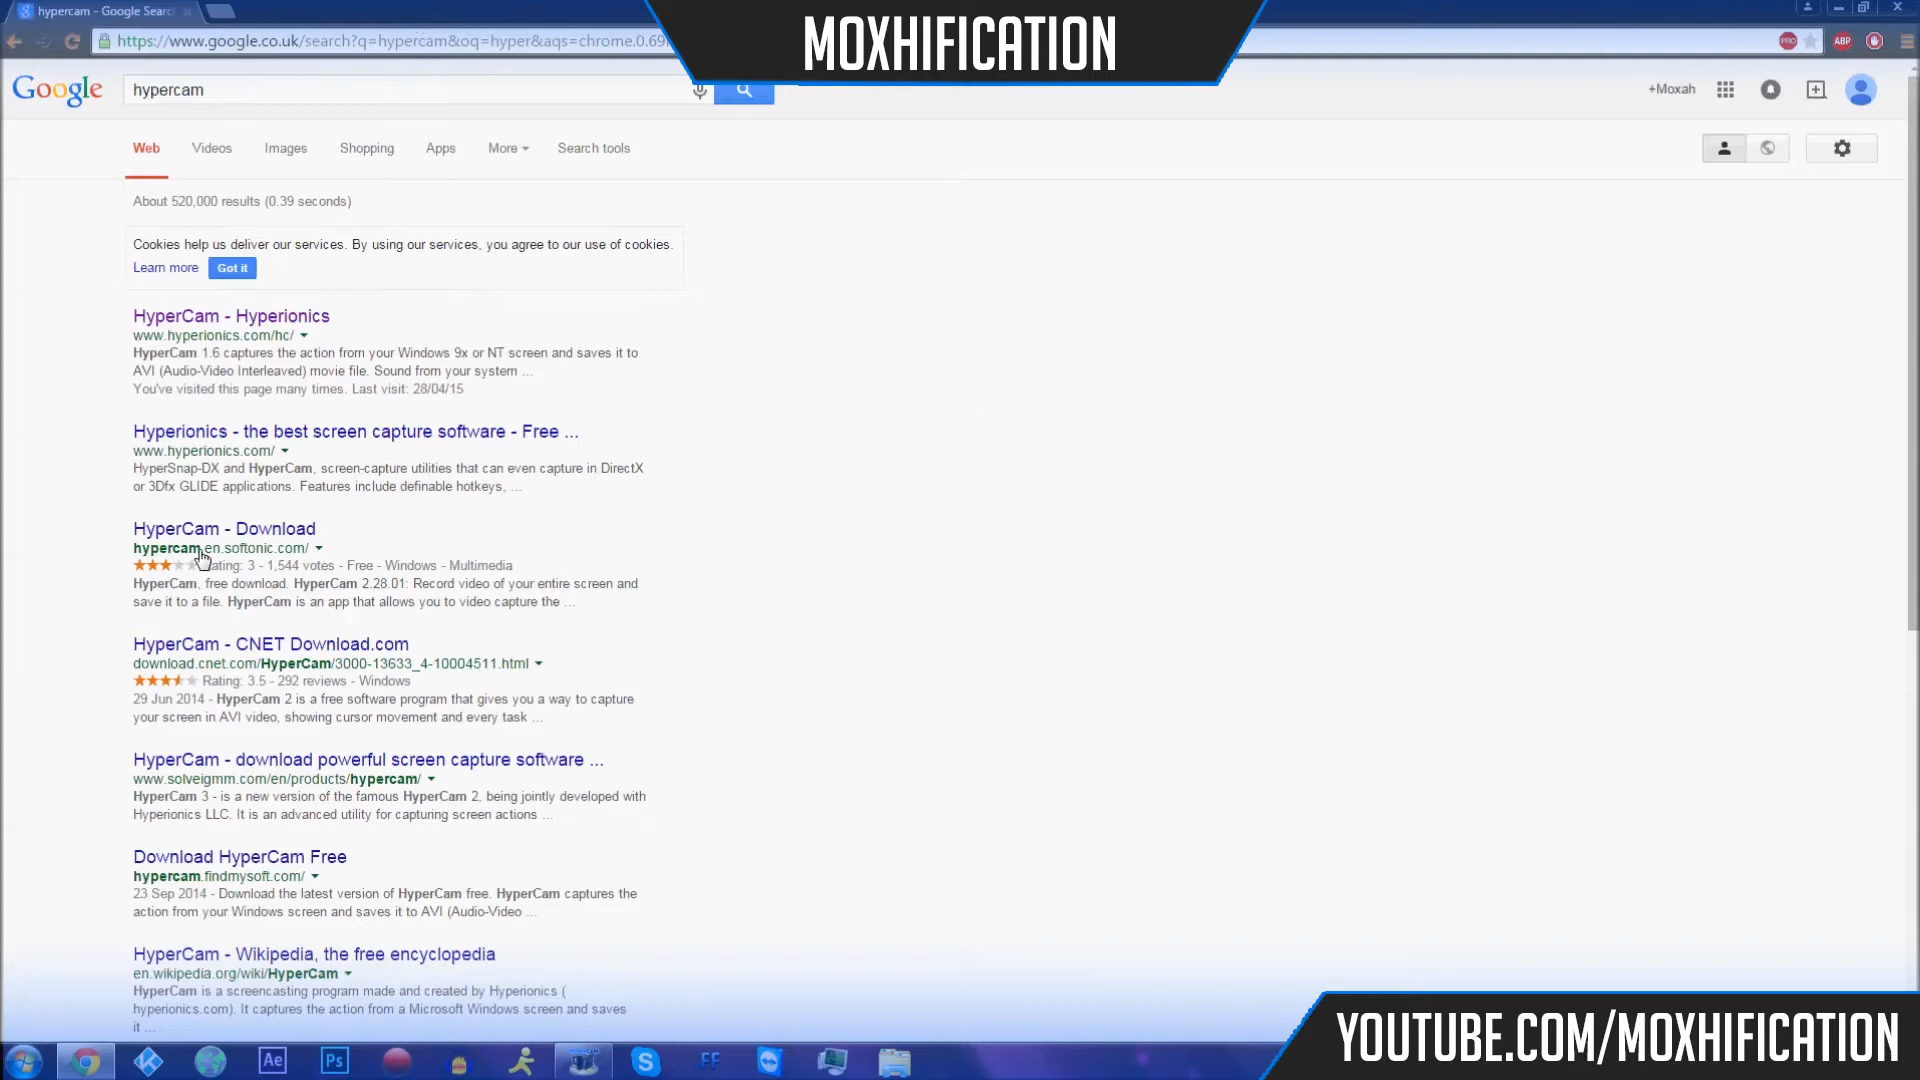 hypercam - Google Searc
MOXHIFICATION
https://www.google.co.uk/search?q=hypercam&oq=hyper&aqs=chrome.0.69
PRO
ABP
Google
hypercam
+Moxah
Web Videos Images Shopping Apps More Search tools
About 520,000 results (0.39 seconds)
Cookies help us deliver our services. By using our services, you agree to our use of cookies.
Learn more Got it
HyperCam - Hyperionics
www.hyperionics.com/hc/
HyperCam 1.6 captures the action from your Windows 9x or NT screen and saves it to
AVI (Audio-Video Interleaved) movie file. Sound from your system ...
You've visited this page many times. Last visit: 28/04/15
Hyperionics - the best screen capture software - Free ...
www.hyperionics.com/
HyperSnap-DX and HyperCam, screen-capture utilities that can even capture in DirectX
or 3Dfx GLIDE applications. Features include definable hotkeys, ...
HyperCam - Download
hypercam.en.softonic.com/
Rating: 3 - 1,544 votes - Free - Windows - Multimedia
HyperCam, free download. HyperCam 2.28.01: Record video of your entire screen and
save it to a file. HyperCam is an app that allows you to video capture the ...
HyperCam - CNET Download.com
download.cnet.com/HyperCam/3000-13633_4-10004511.html
Rating: 3.5 - 292 reviews - Windows
29 Jun 2014 - HyperCam 2 is a free software program that gives you a way to capture
your screen in AVI video, showing cursor movement and every task ...
HyperCam - download powerful screen capture software ...
www.solveigmm.com/en/products/hypercam/
HyperCam 3 - is a new version of the famous HyperCam 2, being jointly developed with
Hyperionics LLC. It is an advanced utility for capturing screen actions ...
Download HyperCam Free
hypercam.findmysoft.com/
23 Sep 2014 - Download the latest version of HyperCam free. HyperCam captures the
action from your Windows screen and saves it to AVI (Audio-Video ...
HyperCam - Wikipedia, the free encyclopedia
en.wikipedia.org/wiki/HyperCam
HyperCam is a screencasting program made and created by Hyperionics (
hyperionics.com). It captures the action from a Microsoft Windows screen and saves
it ...
YOUTUBE.COM/MOXHIFICATION
Ae Ps S FF